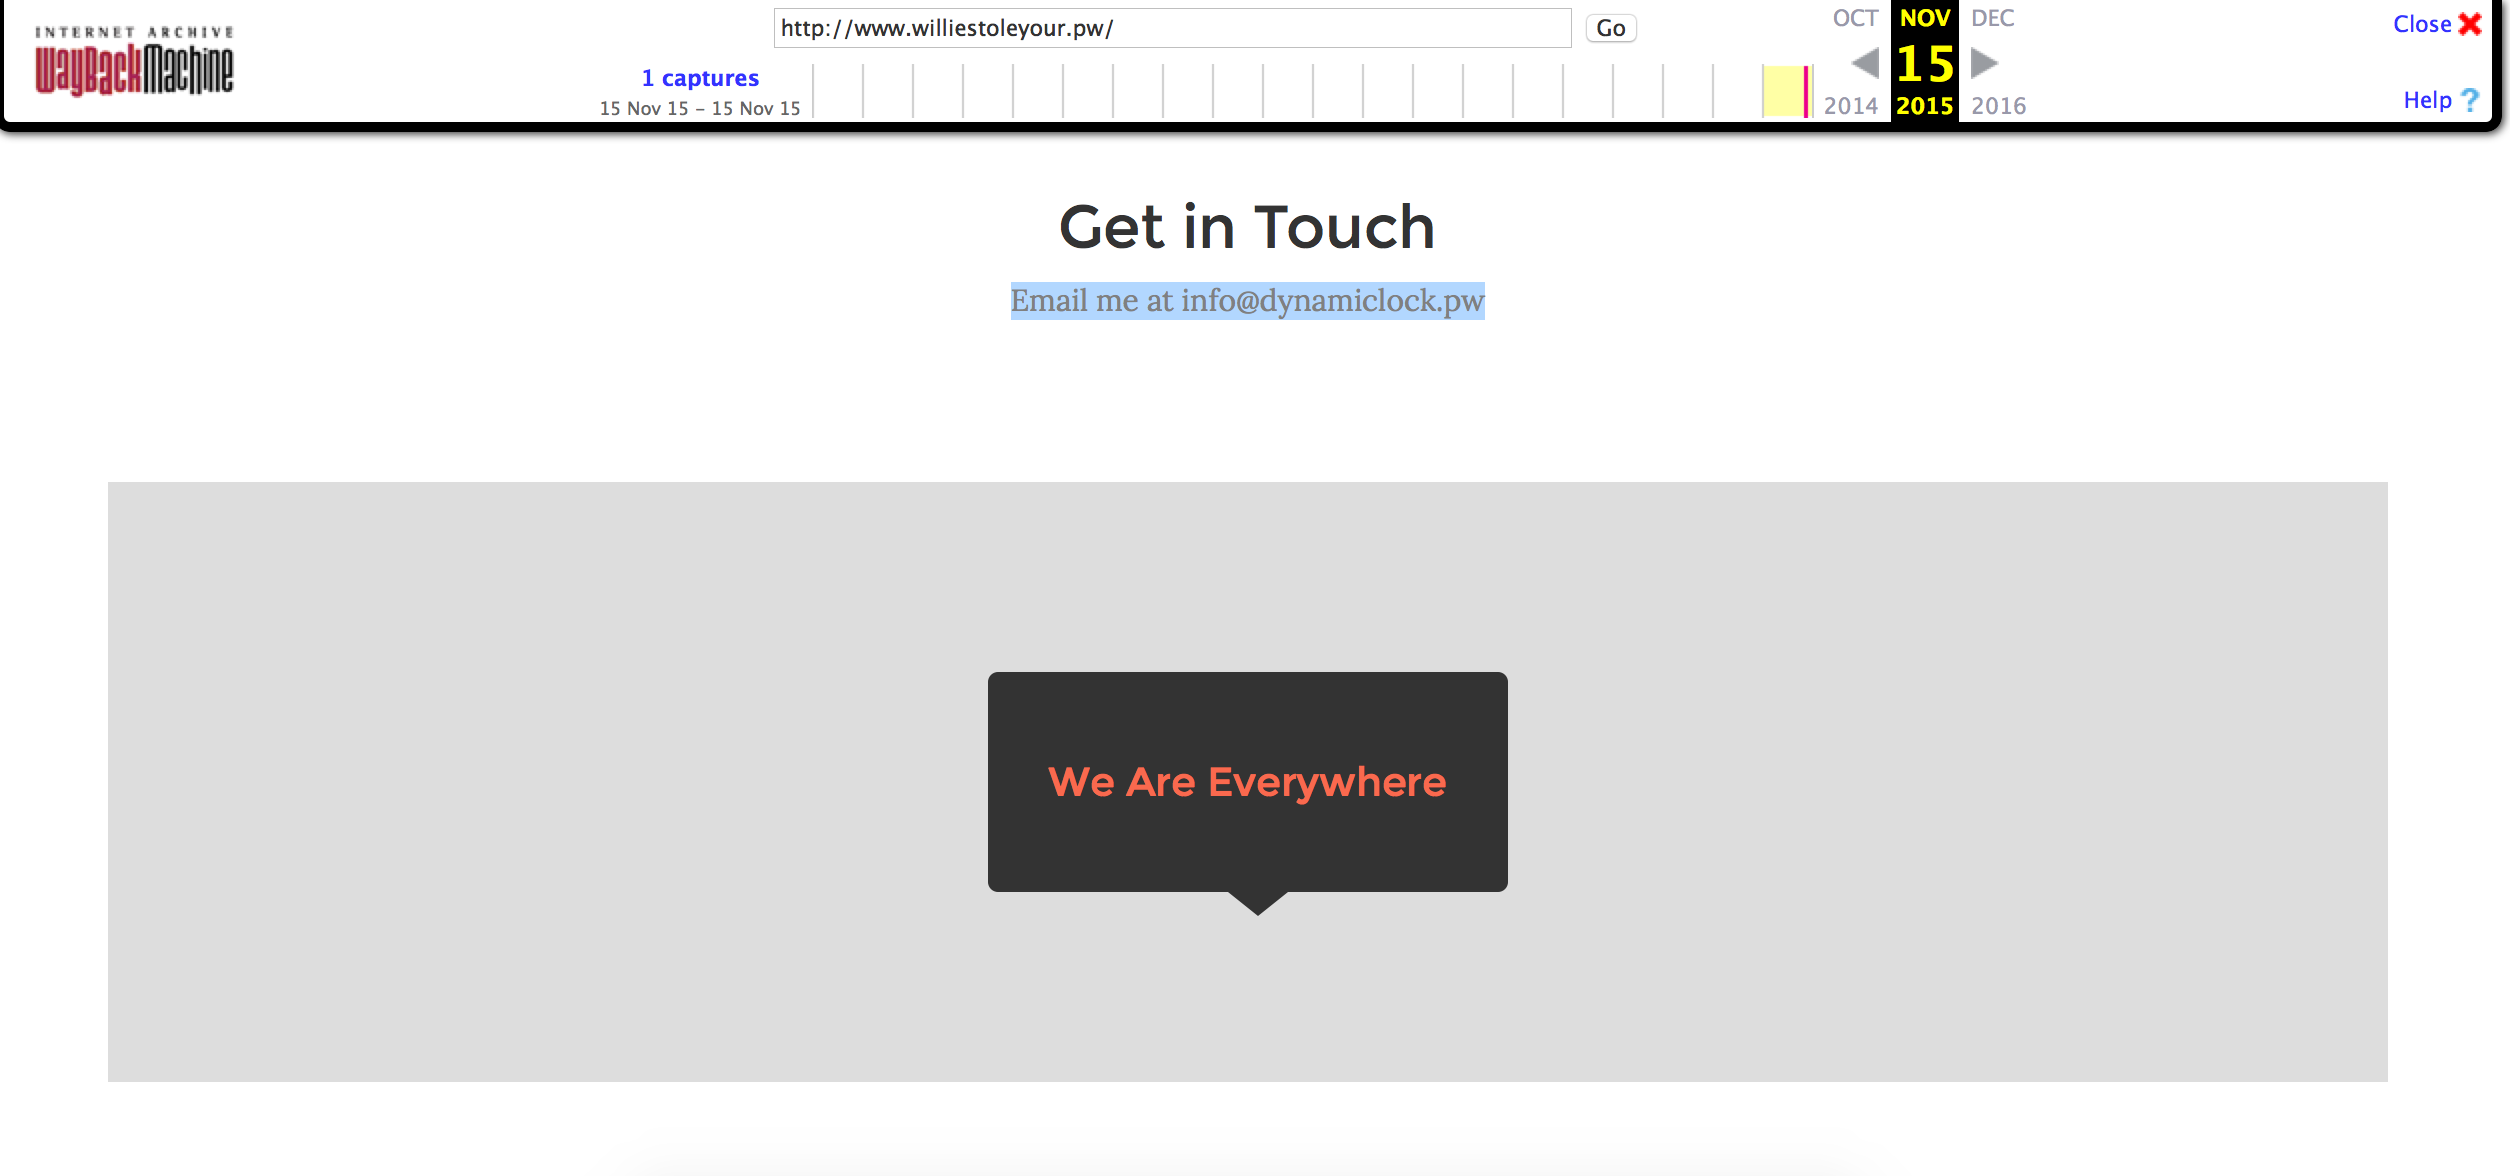 INTERNET ARCHIVE
WayBackMachine
http://www.williestoleyour.pw/
Go
1 captures
15 Nov 15 – 15 Nov 15
OCT
NOV
DEC
15
2014
2015
2016
Close
Help
Get in Touch
Email me at info@dynamiclock.pw
We Are Everywhere